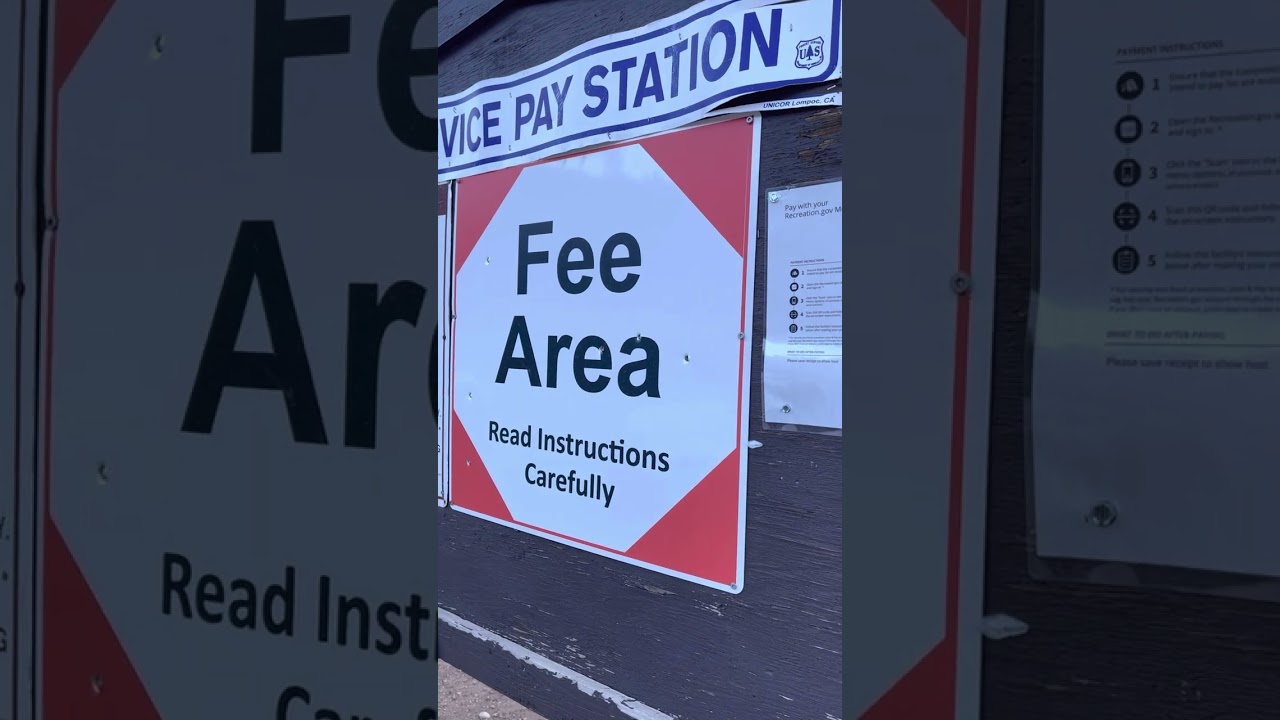 VICE PAY STATION
UAS
UNICOR Lompoc, CA
Fee
Area
Read Instructions
Carefully
Pay with your
Recreation.gov M
PAYMENT INSTRUCTIONS
1
2
3
4
5
WHAT TO DO AFTER PAYING
Please save receipt to show host